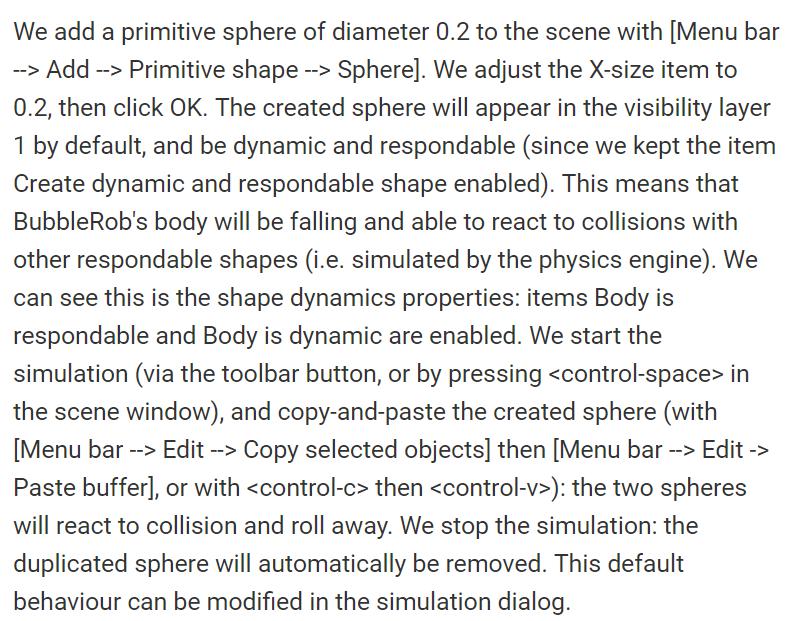 We add a primitive sphere of diameter 0.2 to the scene with [Menu bar
--> Add --> Primitive shape --> Sphere]. We adjust the X-size item to
0.2, then click OK. The created sphere will appear in the visibility layer
1 by default, and be dynamic and respondable (since we kept the item
Create dynamic and respondable shape enabled). This means that
BubbleRob's body will be falling and able to react to collisions with
other respondable shapes (i.e. simulated by the physics engine). We
can see this is the shape dynamics properties: items Body is
respondable and Body is dynamic are enabled. We start the
simulation (via the toolbar button, or by pressing <control-space> in
the scene window), and copy-and-paste the created sphere (with
[Menu bar --> Edit --> Copy selected objects] then [Menu bar --> Edit ->
Paste buffer], or with <control-c> then <control-v>): the two spheres
will react to collision and roll away. We stop the simulation: the
duplicated sphere will automatically be removed. This default
behaviour can be modified in the simulation dialog.